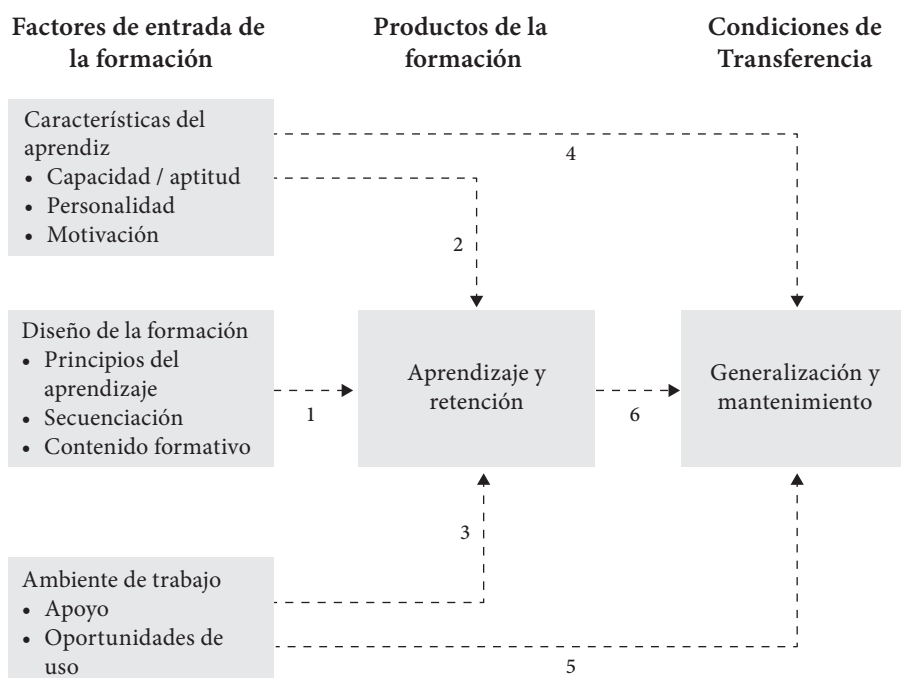 Factores de entrada de
la formación
Productos de la
formación
Condiciones de
Transferencia
Características del
aprendiz
• Capacidad / aptitud
• Personalidad
• Motivación
4
2
Diseño de la formación
• Principios del
aprendizaje
• Secuenciación
• Contenido formativo
1
Aprendizaje y
retención
6
Generalización y
mantenimiento
3
Ambiente de trabajo
• Apoyo
• Oportunidades de
uso
5